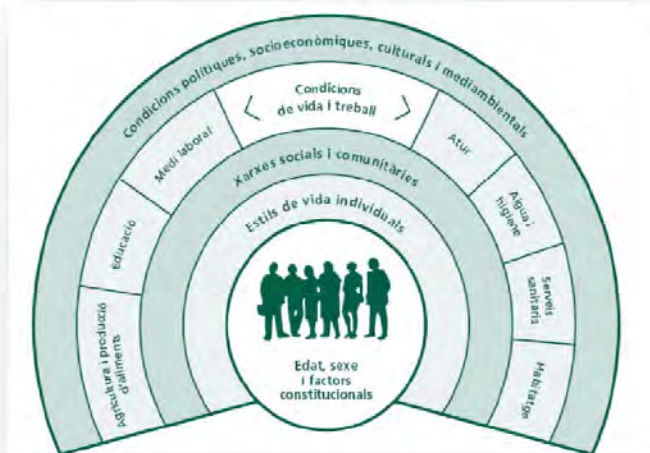 Condicions polítiques, socioeconòmiques, culturals i mediambientals
Condicions
de vida i treball
Medi laboral
Atur
Xarxes socials i comunitàries
Educació
Aigua i
higiene
Estils de vida individuals
Serveis
sanitaris
Agricultura i producció
d'aliments
Habitatge
Edat, sexe
i factors
constitucionals